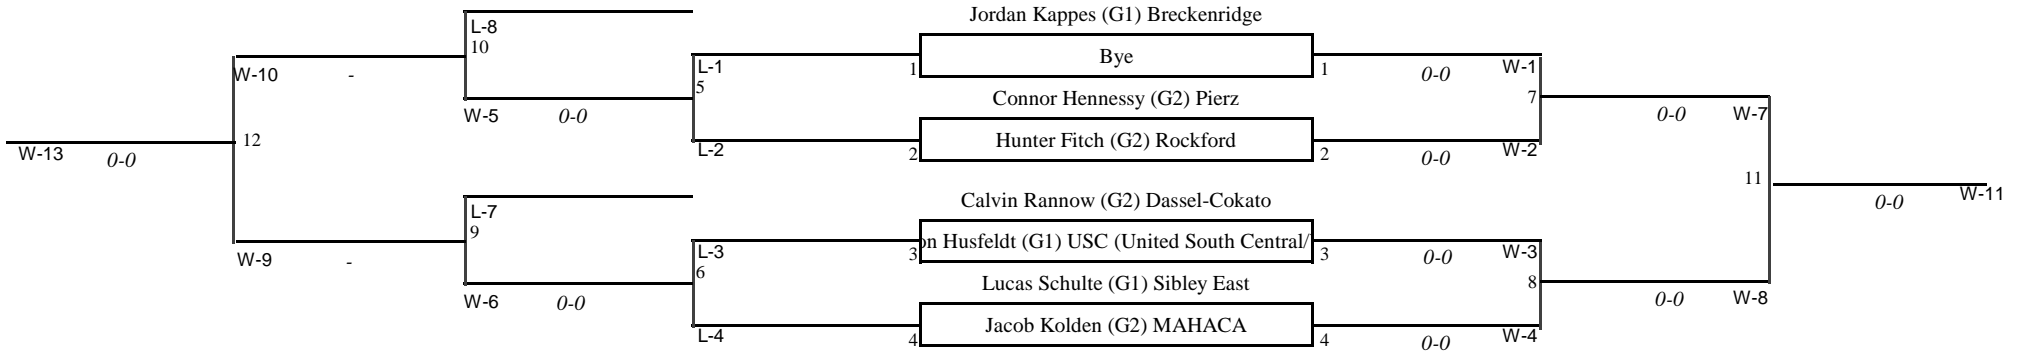 Jordan Kappes (G1) Breckenridge
L-8
10
Bye
W-10 - L-1 1 1 0-0 W-1
5 7
W-5 0-0 Connor Hennessy (G2) Pierz 0-0 W-7
12 Hunter Fitch (G2) Rockford
W-13 0-0 L-2 2 2 0-0 W-2
11
Calvin Rannow (G2) Dassel-Cokato 0-0 W-11
L-7
9 on Husfeldt (G1) USC (United South Central/
W-9 - L-3 3 3 0-0 W-3
6 Lucas Schulte (G1) Sibley East 8
W-6 0-0 0-0 W-8
Jacob Kolden (G2) MAHACA
L-4 4 4 0-0 W-4